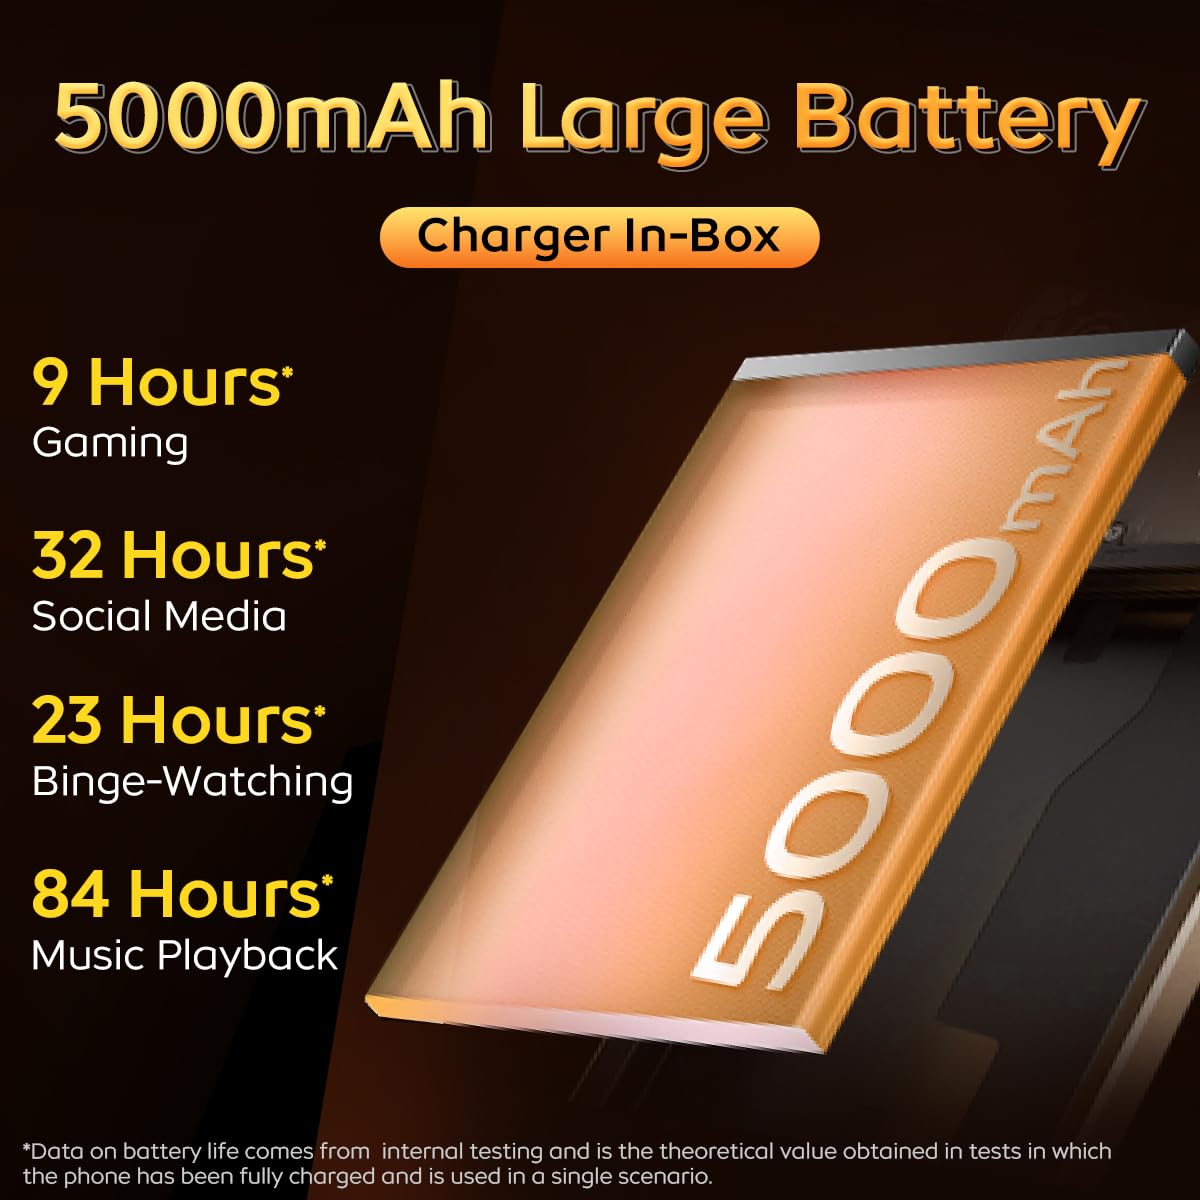 5000mAh Large Battery
Charger In-Box
9 Hours*
Gaming
32 Hours*
Social Media
23 Hours*
Binge-Watching
84 Hours*
Music Playback
5000mAh
*Data on battery life comes from internal testing and is the theoretical value obtained in tests in which
the phone has been fully charged and is used in a single scenario.